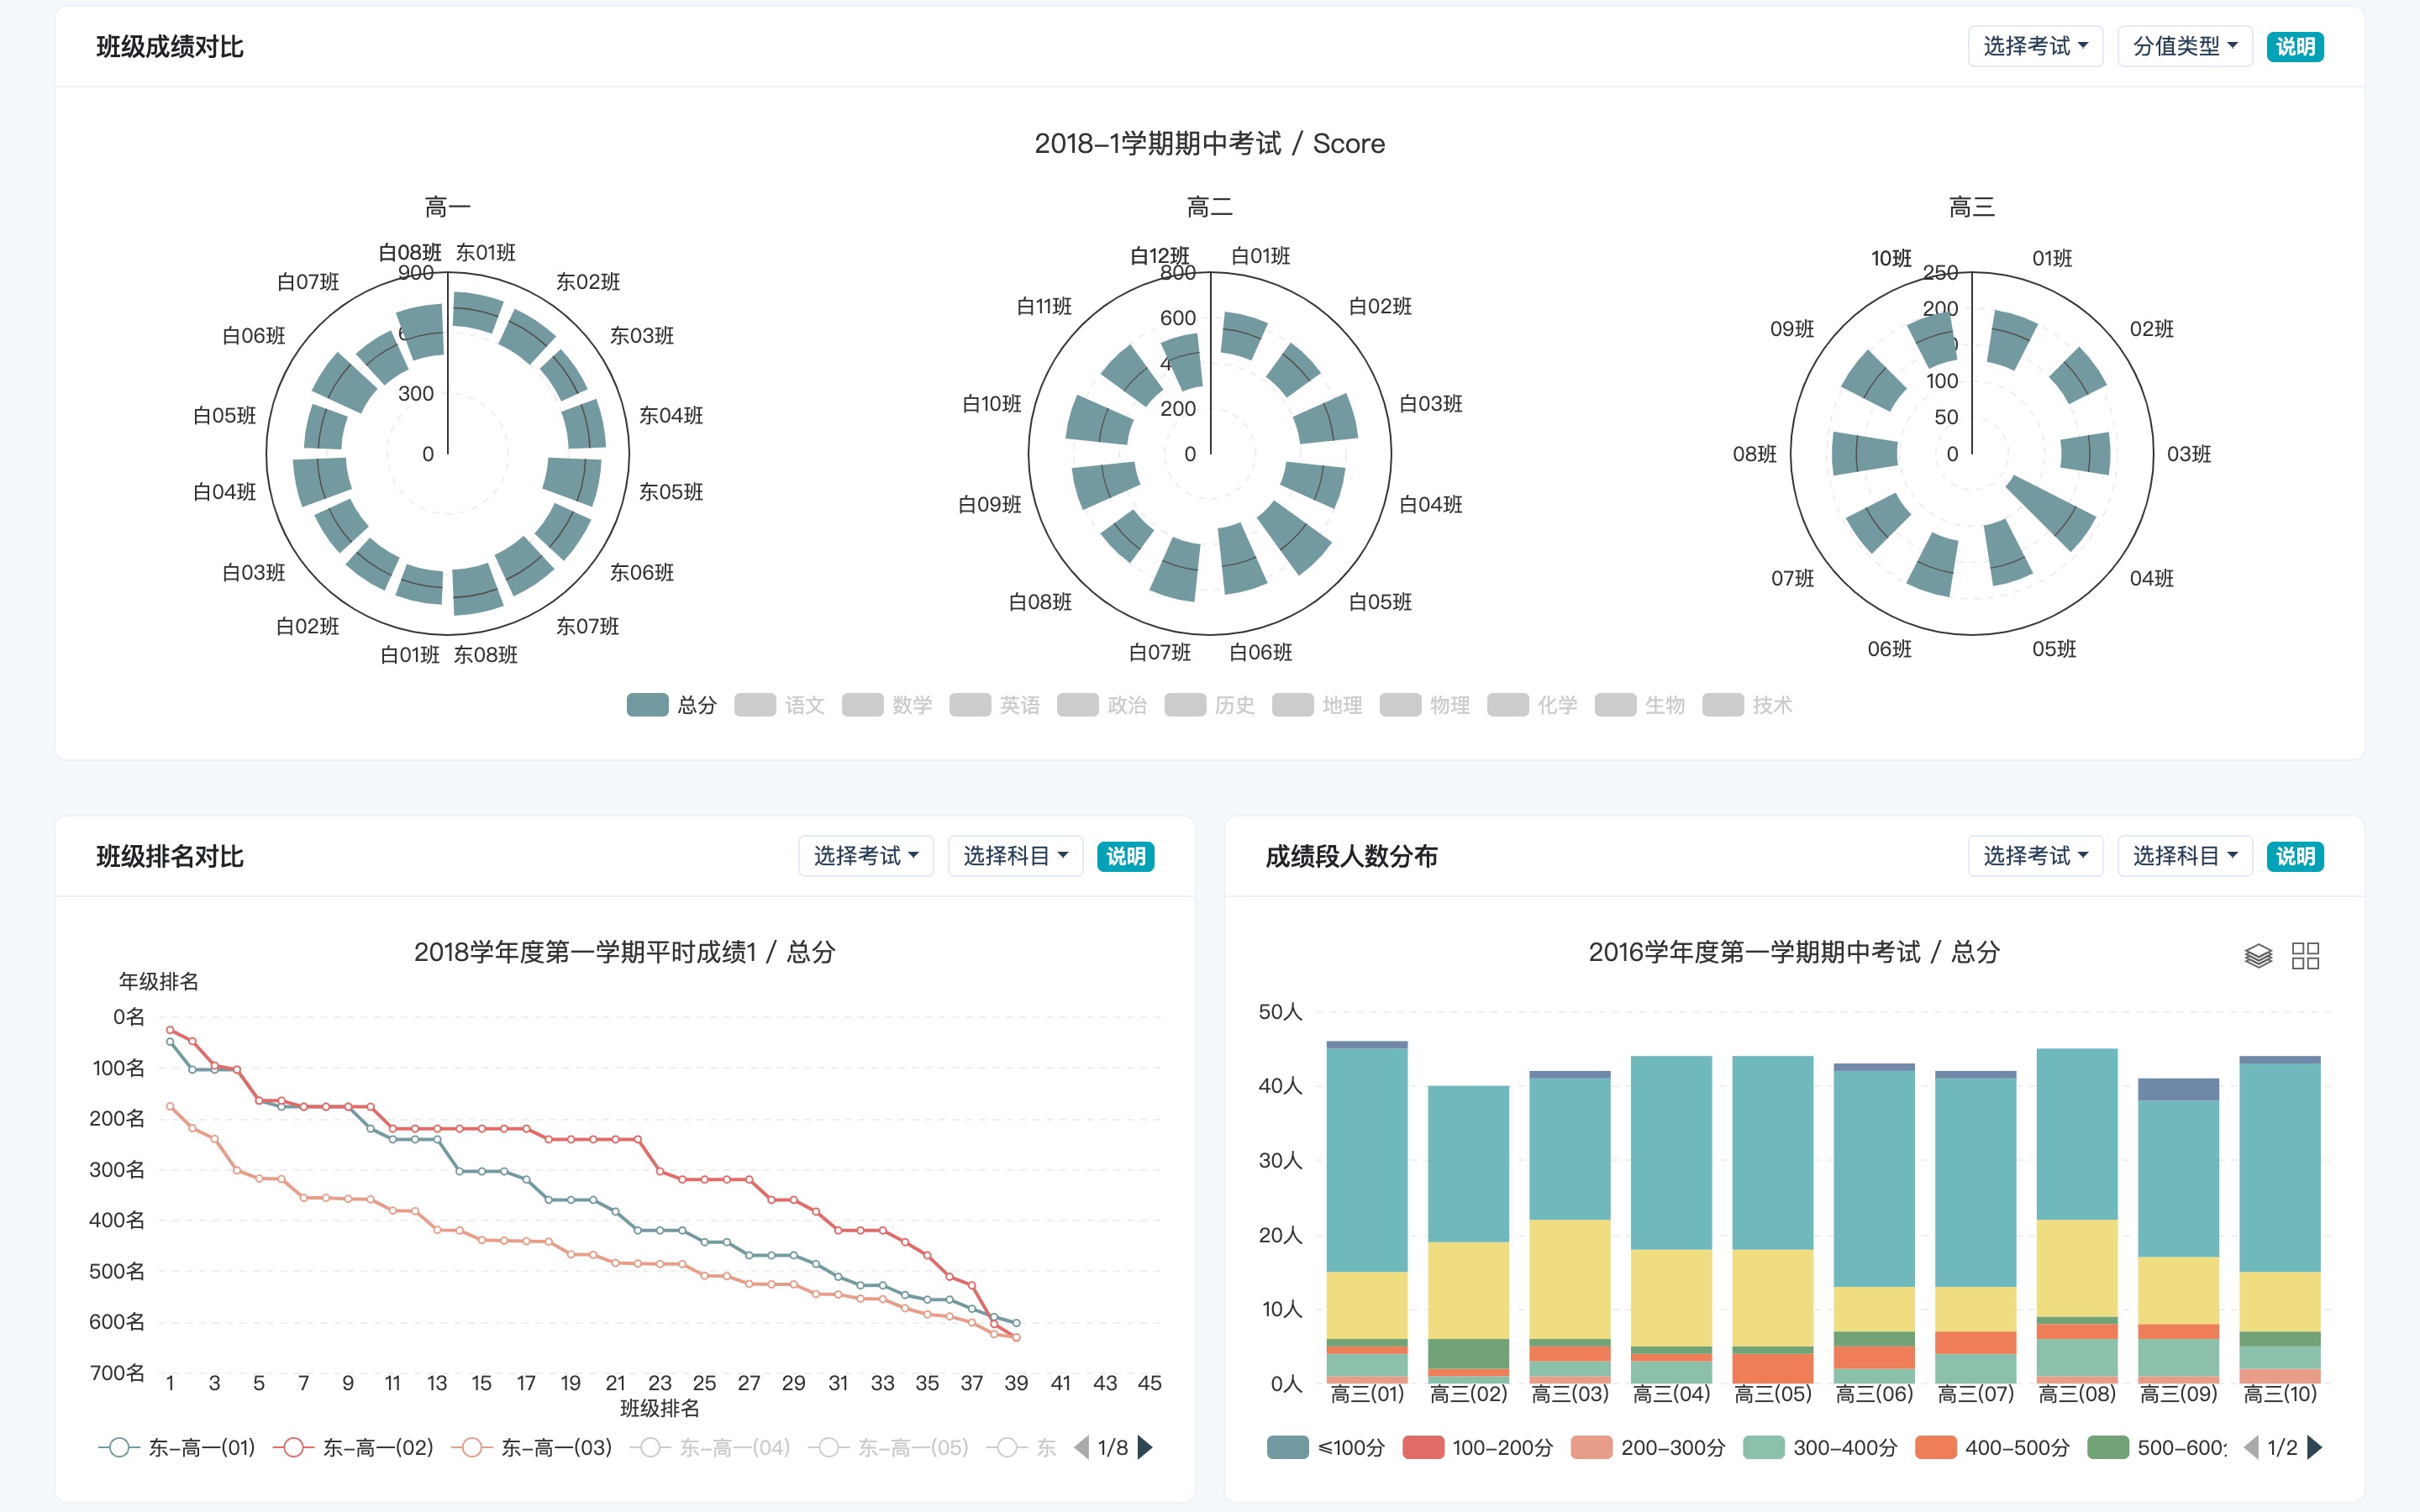 班级成绩对比
选择考试 分值类型 说明
2018-1学期期中考试 / Score
高一
白08班 东01班
900
白07班 东02班
白06班 东03班
300
白05班 东04班
0
白04班 东05班
白03班 东06班
白02班 东07班
白01班 东08班
高二
白12班 白01班
800
白11班 白02班
600
白10班 白03班
200
0
白09班 白04班
白08班 白05班
白07班 白06班
高三
10班 01班
250
200
09班 02班
100
50
08班 0 03班
07班 04班
06班 05班
总分 语文 数学 英语 政治 历史 地理 物理 化学 生物 技术
班级排名对比
选择考试 选择科目 说明
2018学年度第一学期平时成绩1 / 总分
年级排名
0名
100名
200名
300名
400名
500名
600名
700名
1 3 5 7 9 11 13 15 17 19 21 23 25 27 29 31 33 35 37 39 41 43 45
班级排名
东-高一(01) 东-高一(02) 东-高一(03) 东-高一(04) 东-高一(05) 东 1/8
成绩段人数分布
选择考试 选择科目 说明
2016学年度第一学期期中考试 / 总分
50人
40人
30人
20人
10人
0人
高三(01) 高三(02) 高三(03) 高三(04) 高三(05) 高三(06) 高三(07) 高三(08) 高三(09) 高三(10)
≤100分 100-200分 200-300分 300-400分 400-500分 500-600 1/2